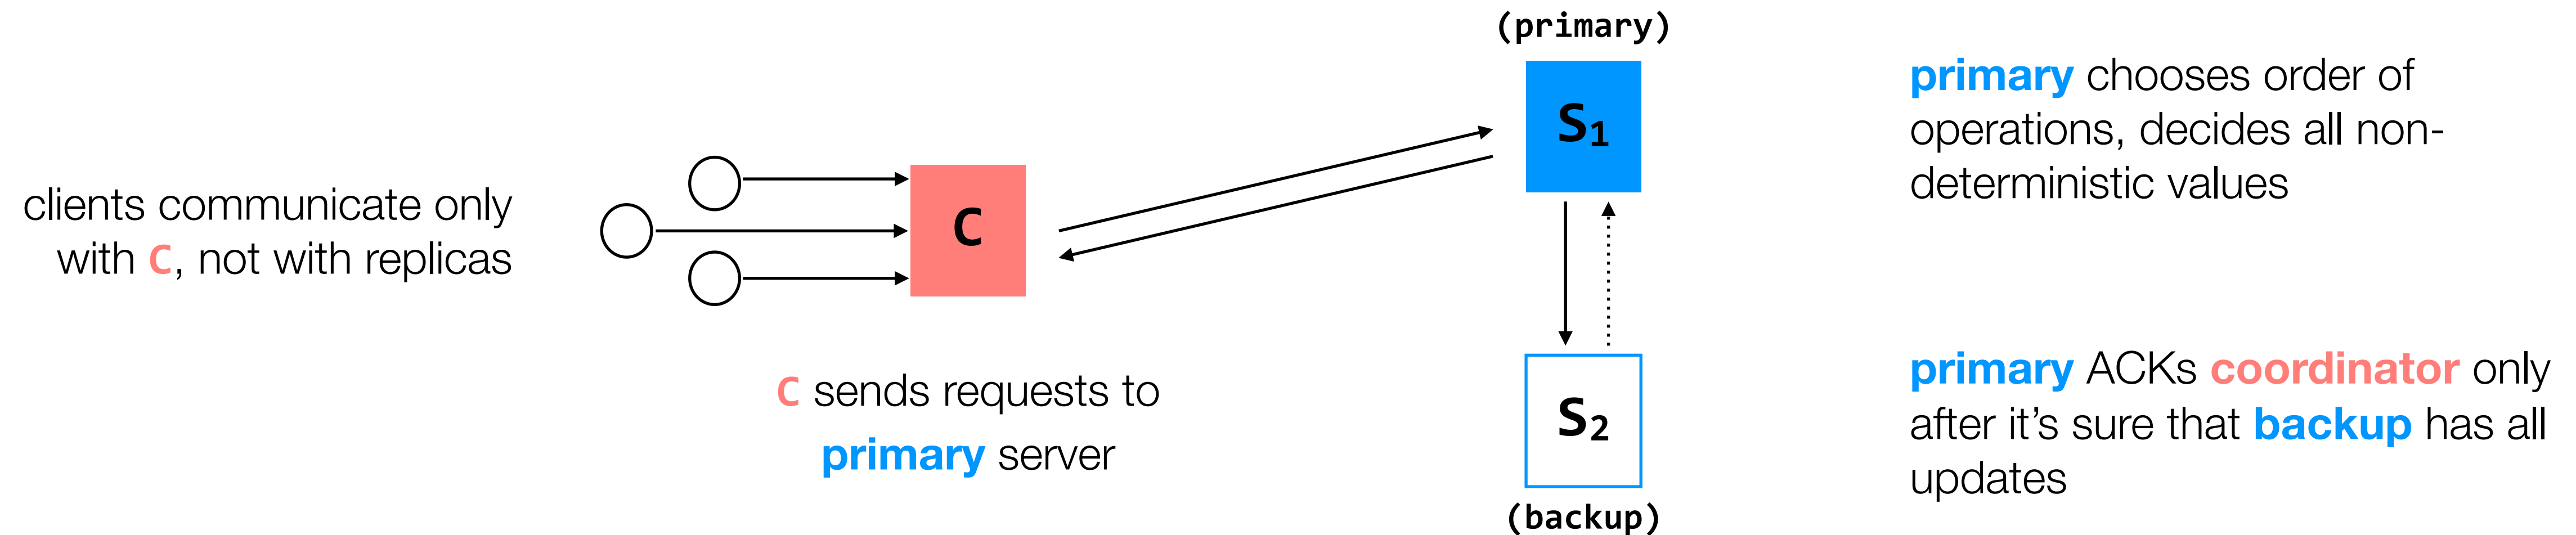 (primary)
S₁
primary chooses order of
operations, decides all non-
deterministic values
clients communicate only
with C, not with replicas
C
C sends requests to
primary server
S₂
(backup)
primary ACKs coordinator only
after it's sure that backup has all
updates